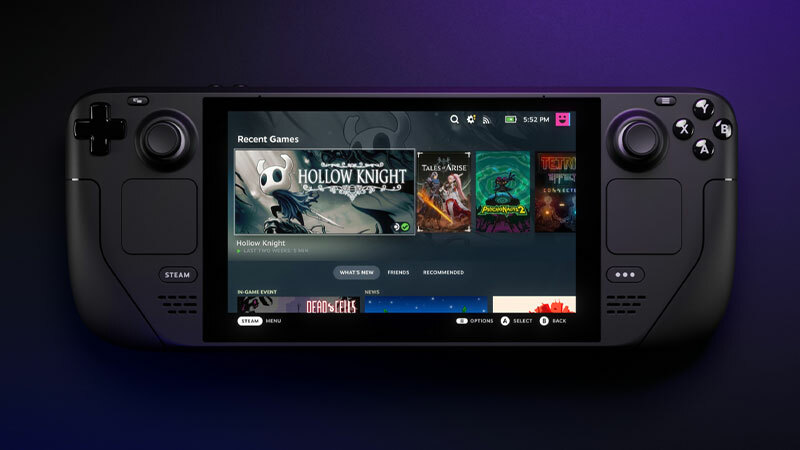 5:52 PM
Recent Games
HOLLOW KNIGHT
TALES of ARISE
PSYCHONAUTS 2
TETRIS
EFFECT
CONNECTED
Hollow Knight
LAST TWO WEEKS: 5 MIN
WHAT'S NEW
FRIENDS
RECOMMENDED
IN-GAME EVENT
NEWS
DEAD CELLS
STEAM MENU
OPTIONS
A SELECT
B BACK
STEAM
Y
X
B
A